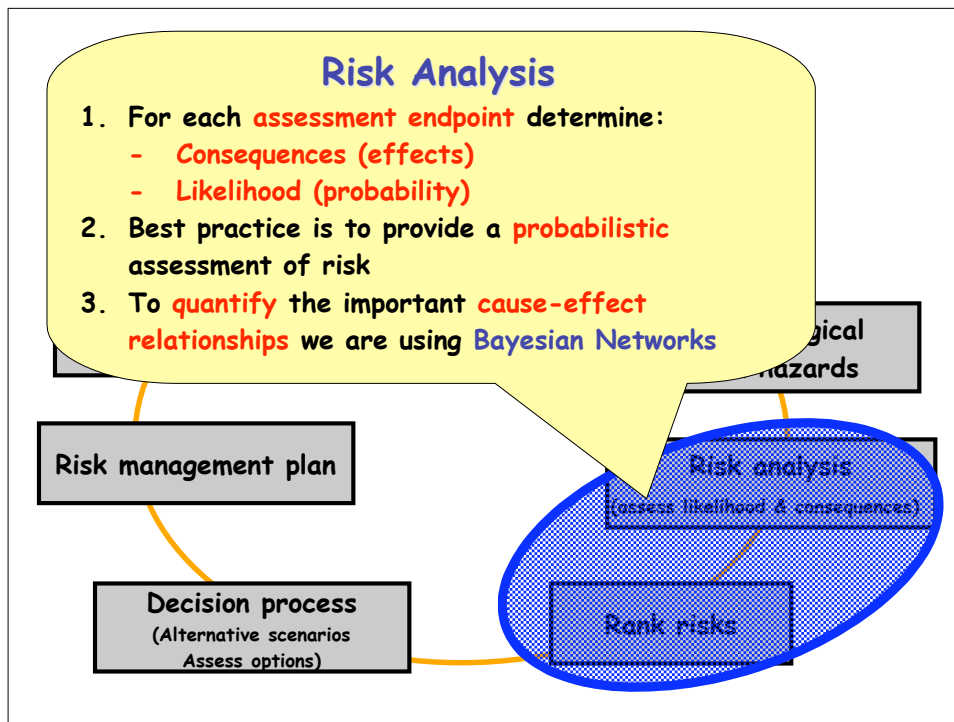 Risk Analysis
1. For each assessment endpoint determine:
- Consequences (effects)
- Likelihood (probability)
2. Best practice is to provide a probabilistic
assessment of risk
3. To quantify the important cause-effect
relationships we are using Bayesian Networks
hazards
Risk management plan
Risk analysis
(assess likelihood & consequences)
Decision process
(Alternative scenarios
Assess options)
Rank risks